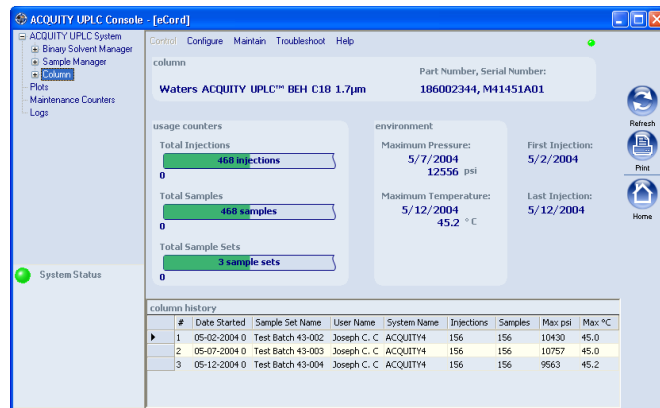 ACQUITY UPLC Console - [eCord]
ACQUITY UPLC System
Binary Solvent Manager
Sample Manager
Column
Plots
Maintenance Counters
Logs
System Status
Control Configure Maintain Troubleshoot Help
column
Part Number, Serial Number:
Waters ACQUITY UPLC™ BEH C18 1.7µm 186002344, M41451A01
usage counters
Total Injections
468 injections
0
Total Samples
468 samples
0
Total Sample Sets
3 sample sets
0
environment
Maximum Pressure: First Injection:
5/7/2004 5/2/2004
12556 psi
Maximum Temperature: Last Injection:
5/12/2004 5/12/2004
45.2 °C
Refresh
Print
Home
column history
# Date Started Sample Set Name User Name System Name Injections Samples Max psi Max °C
1 05-02-2004 0 Test Batch 43-002 Joseph C. C ACQUITY4 156 156 10430 45.0
2 05-07-2004 0 Test Batch 43-003 Joseph C. C ACQUITY4 156 156 10757 45.0
3 05-12-2004 0 Test Batch 43-004 Joseph C. C ACQUITY4 156 156 9563 45.2